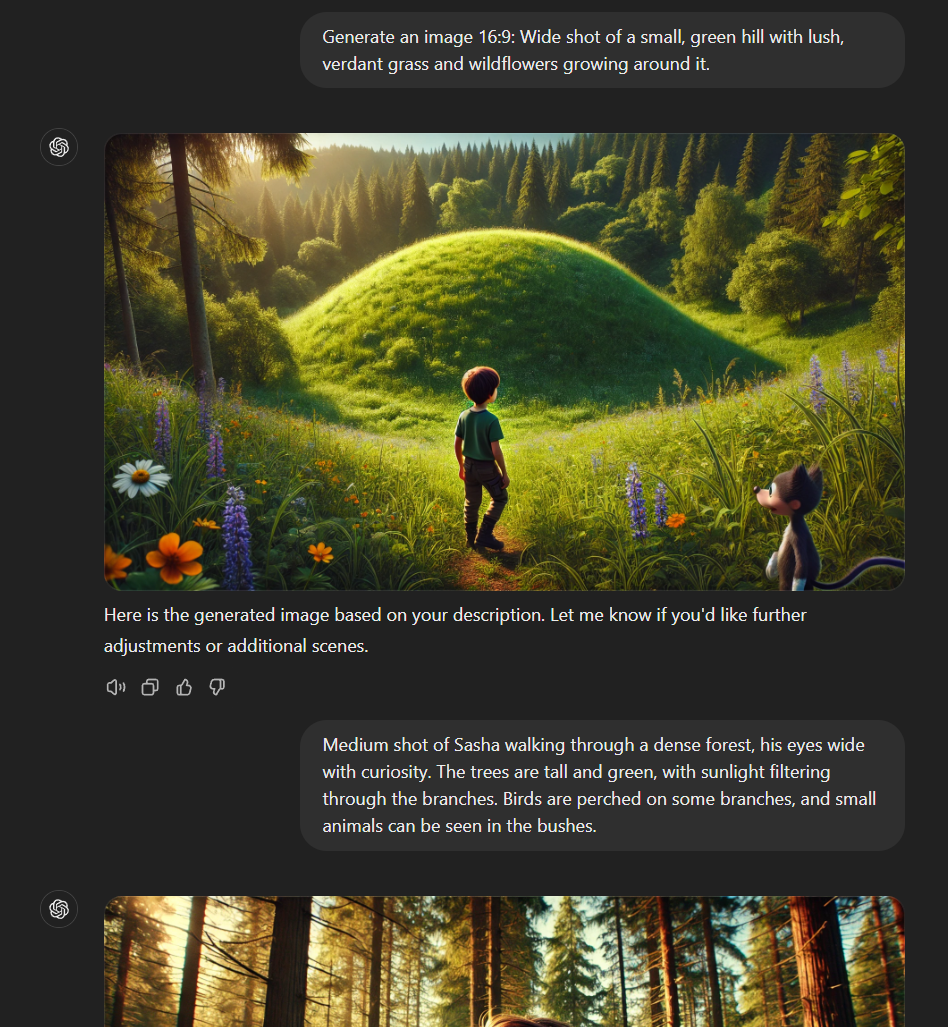 Generate an image 16:9: Wide shot of a small, green hill with lush,
verdant grass and wildflowers growing around it.
Here is the generated image based on your description. Let me know if you'd like further
adjustments or additional scenes.
Medium shot of Sasha walking through a dense forest, his eyes wide
with curiosity. The trees are tall and green, with sunlight filtering
through the branches. Birds are perched on some branches, and small
animals can be seen in the bushes.